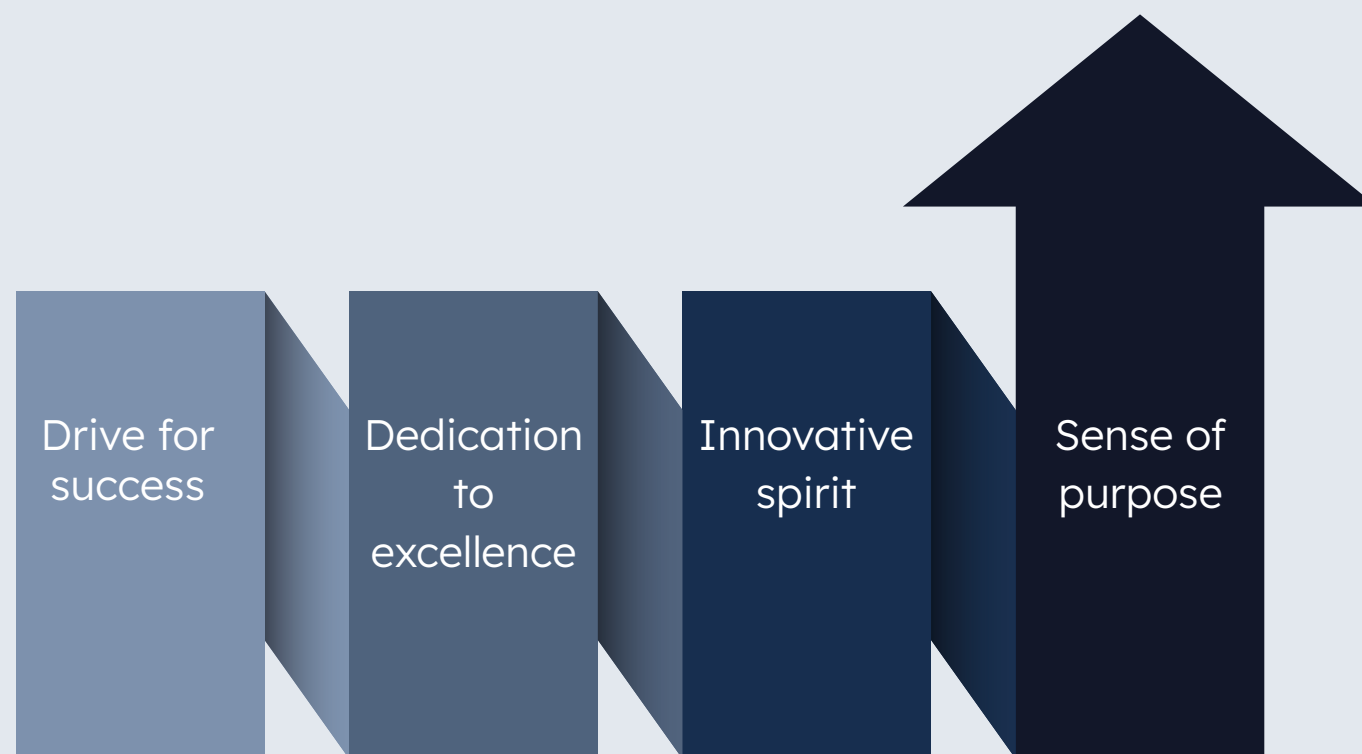 Drive for
success
Dedication
to
excellence
Innovative
spirit
Sense of
purpose